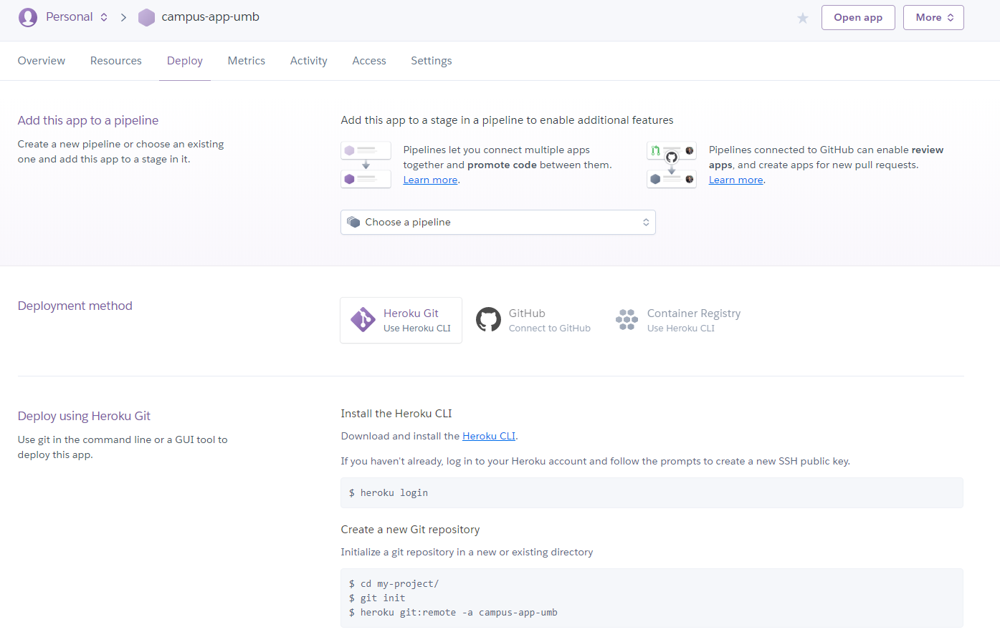 Personal
campus-app-umb
Open app
More
Overview
Resources
Deploy
Metrics
Activity
Access
Settings
Add this app to a pipeline
Create a new pipeline or choose an existing
one and add this app to a stage in it.
Add this app to a stage in a pipeline to enable additional features
Pipelines let you connect multiple apps
together and promote code between them.
Learn more.
Pipelines connected to GitHub can enable review
apps, and create apps for new pull requests.
Learn more.
Choose a pipeline
Deployment method
Heroku Git
Use Heroku CLI
GitHub
Connect to GitHub
Container Registry
Use Heroku CLI
Deploy using Heroku Git
Use git in the command line or a GUI tool to
deploy this app.
Install the Heroku CLI
Download and install the Heroku CLI.
If you haven't already, log in to your Heroku account and follow the prompts to create a new SSH public key.
$ heroku login
Create a new Git repository
Initialize a git repository in a new or existing directory
$ cd my-project/
$ git init
$ heroku git:remote -a campus-app-umb